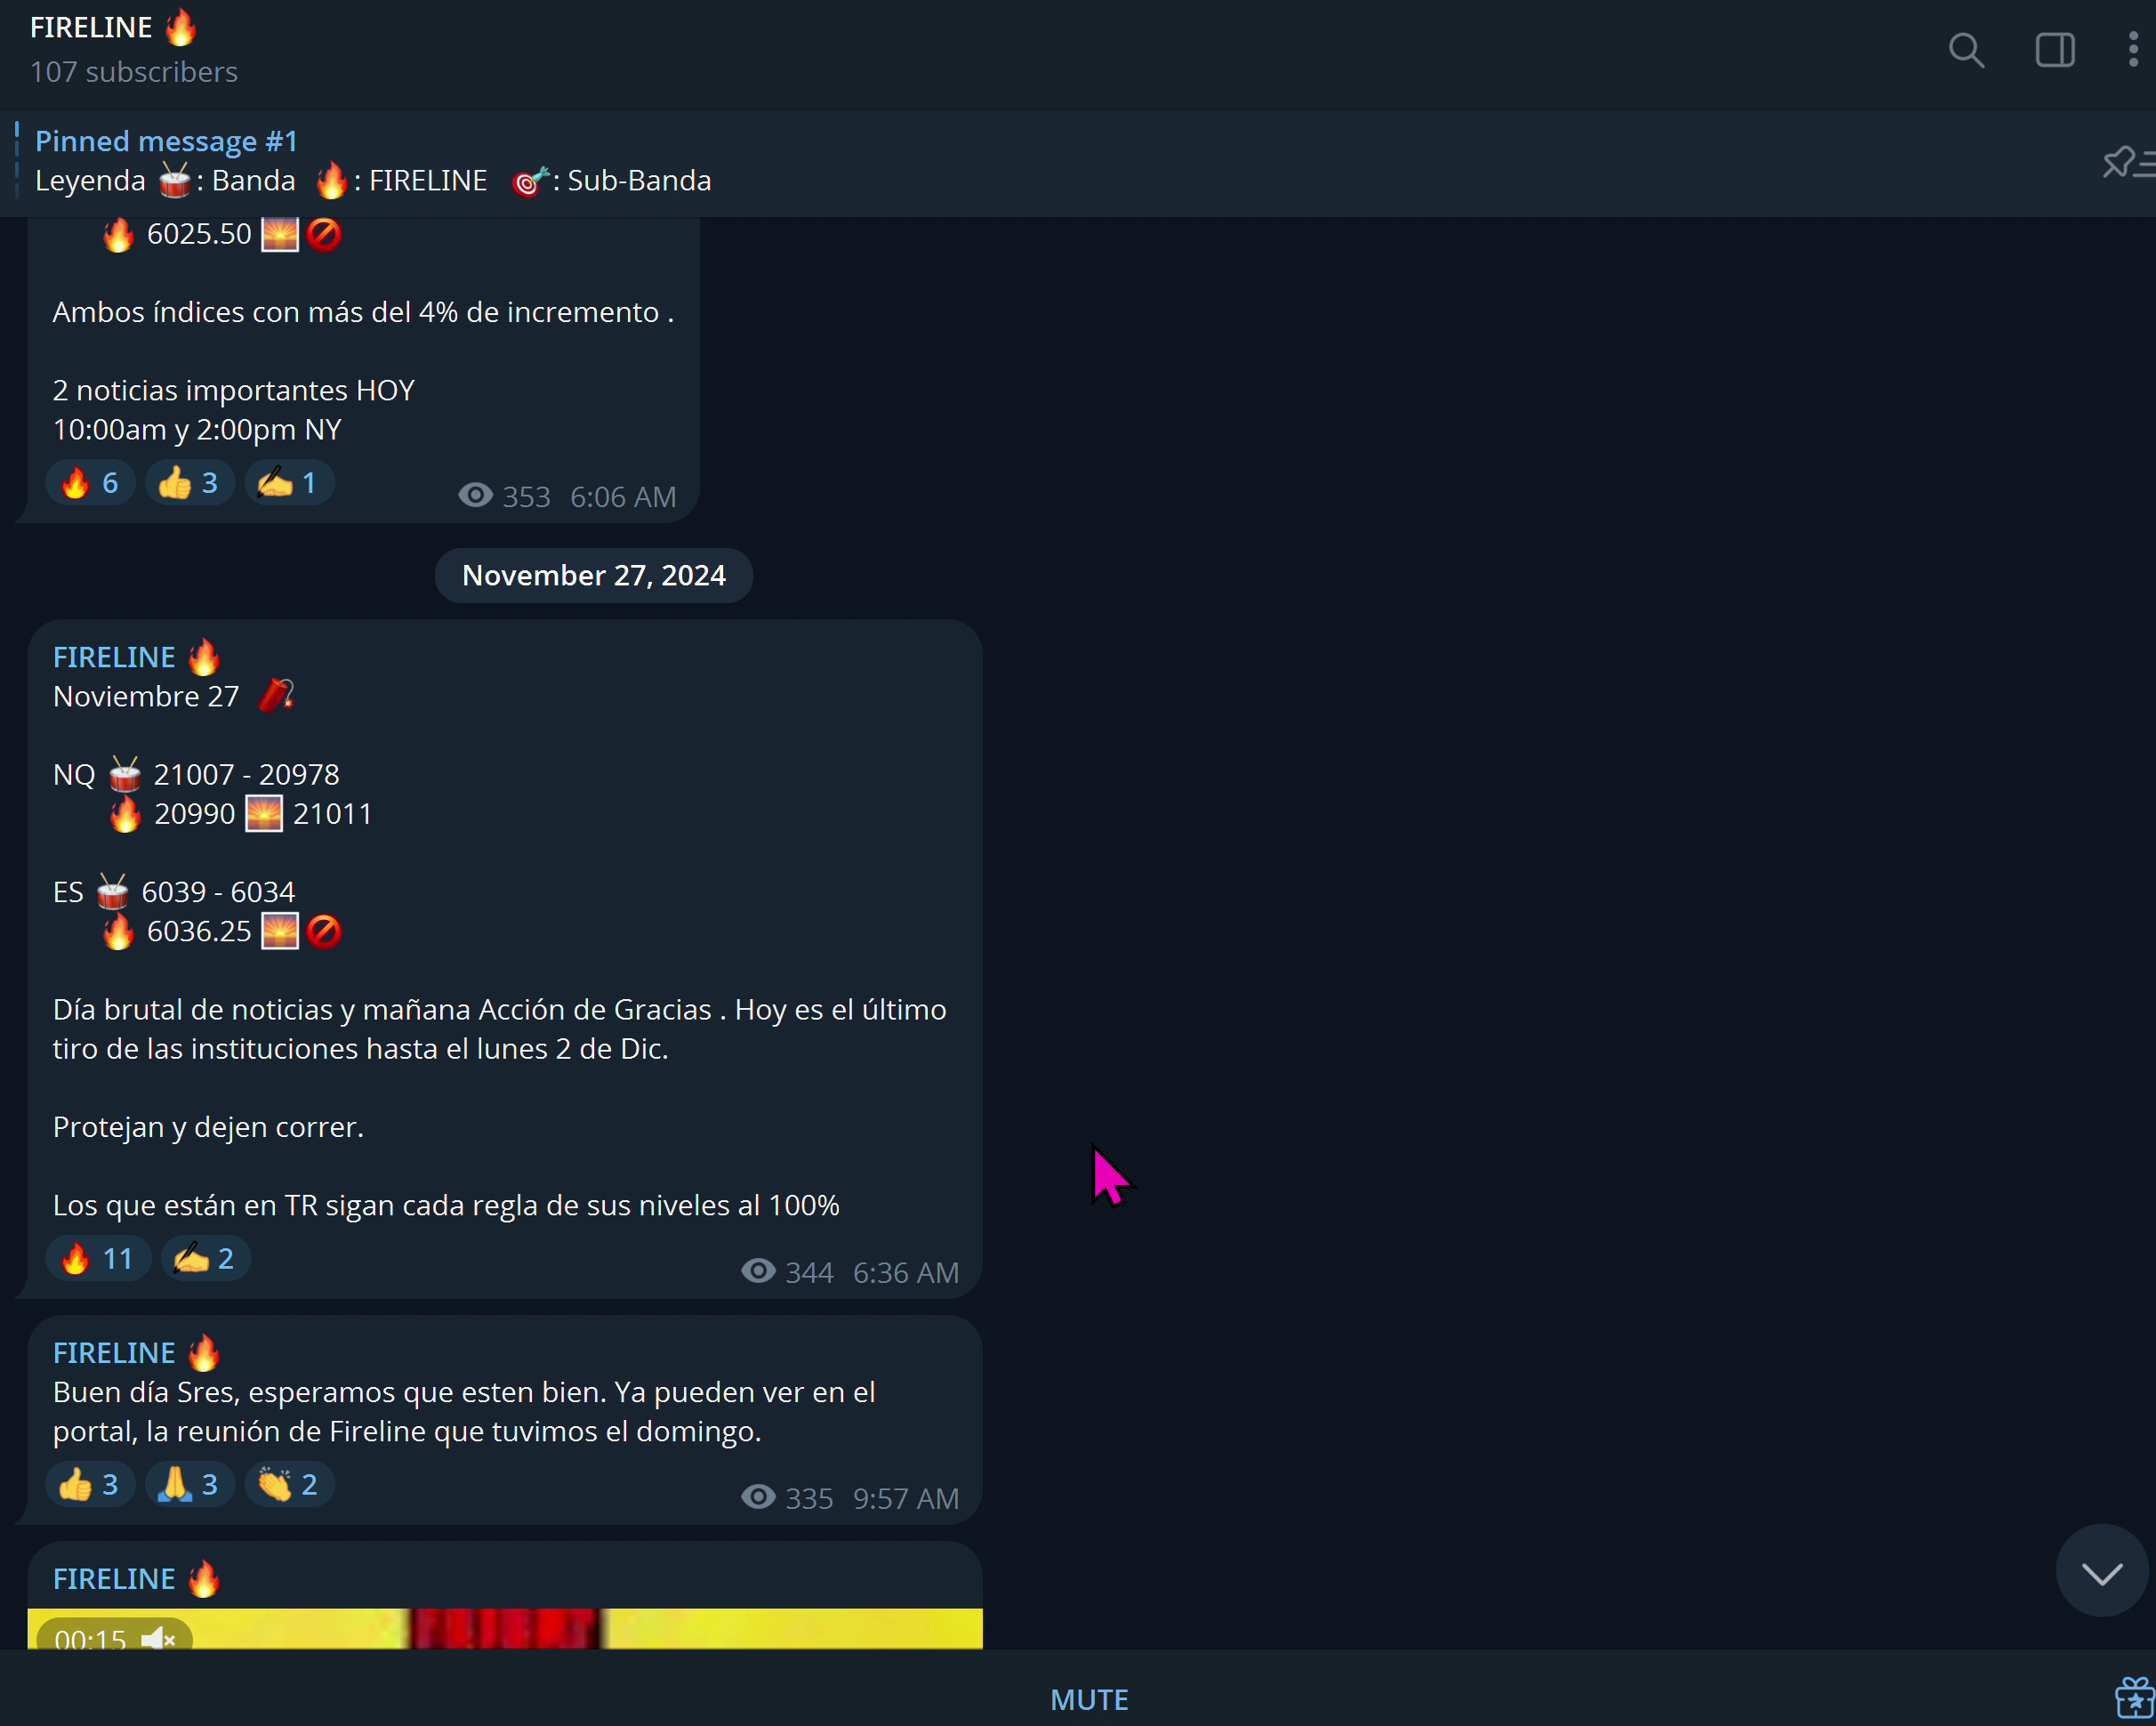 FIRELINE 🔥
107 subscribers
Pinned message #1
Leyenda 🥁: Banda 🔥: FIRELINE 🎯: Sub-Banda
🔥 6025.50 🌅🚫
Ambos índices con más del 4% de incremento .
2 noticias importantes HOY
10:00am y 2:00pm NY
🔥 6 👍 3 ✍️ 1 353 6:06 AM
November 27, 2024
FIRELINE 🔥
Noviembre 27 🧨
NQ 🥁 21007 - 20978
🔥 20990 🌅 21011
ES 🥁 6039 - 6034
🔥 6036.25 🌅🚫
Día brutal de noticias y mañana Acción de Gracias . Hoy es el último
tiro de las instituciones hasta el lunes 2 de Dic.
Protejan y dejen correr.
Los que están en TR sigan cada regla de sus niveles al 100%
🔥 11 ✍️ 2 344 6:36 AM
FIRELINE 🔥
Buen día Sres, esperamos que esten bien. Ya pueden ver en el
portal, la reunión de Fireline que tuvimos el domingo.
👍 3 🙏 3 👏 2 335 9:57 AM
FIRELINE 🔥
00:15
MUTE